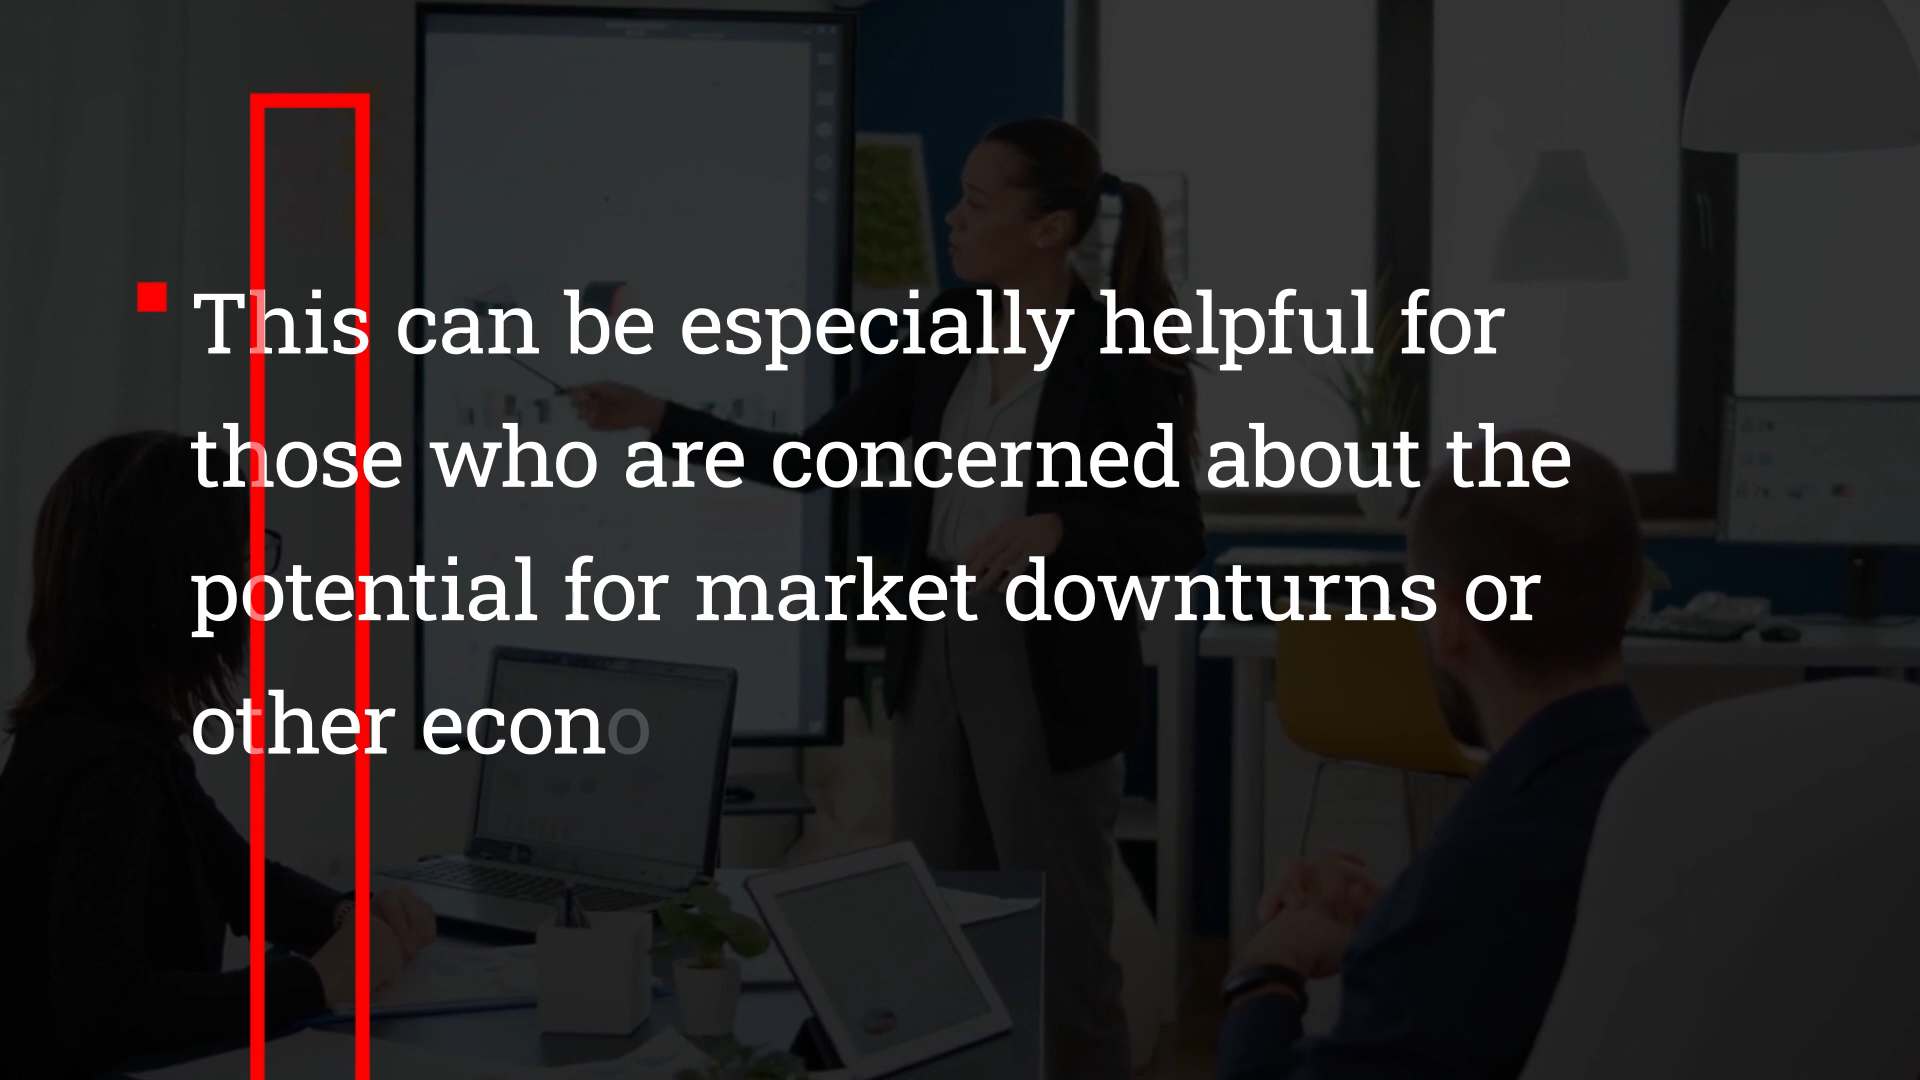 This can be especially helpful for
those who are concerned about the
potential for market downturns or
other econo